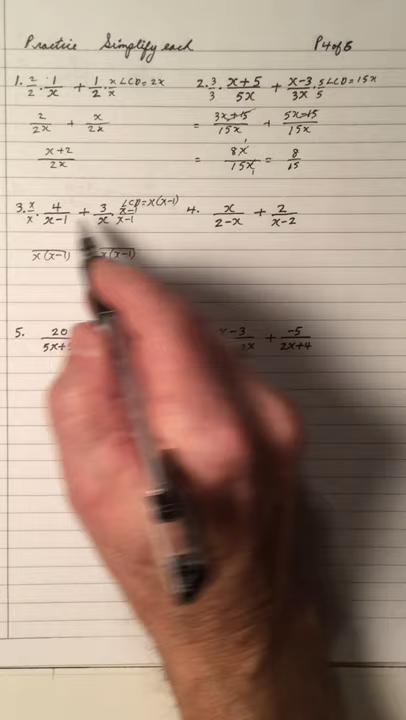 Practice Simplify each P4 of 6
1. 2/2 · 1/x + 1/2 · x/x LCD = 2x
2/2x + x/2x
x+2/2x
2. 3/3 · x+5/5x + x-3/3x · 5/5 LCD = 15x
= 3x+15/15x + 5x-15/15x
= 8x/15x = 8/15
3. x/x · 4/x-1 + 3/x · x-1/x-1 LCD = x(x-1)
x(x-1) x(x-1)
4. x/2-x + 2/x-2
5. 20
5x+
x-3
x + -5/2x+4